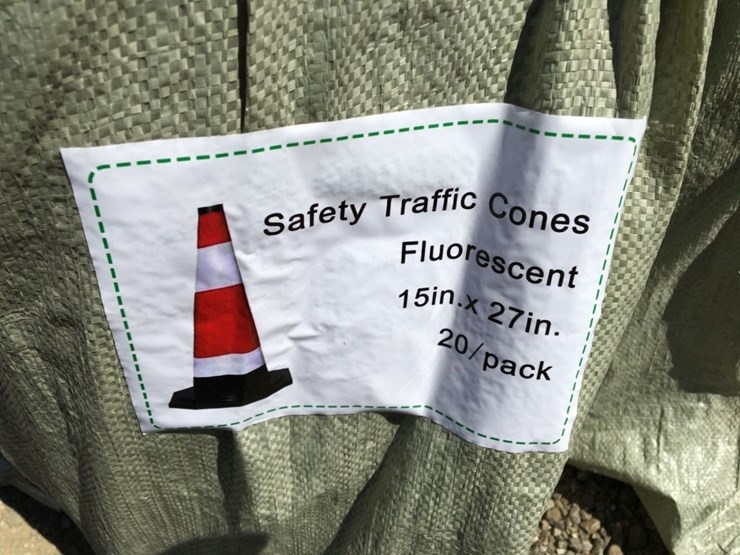 Safety Traffic Cones
Fluorescent
15in.x 27in.
20/pack